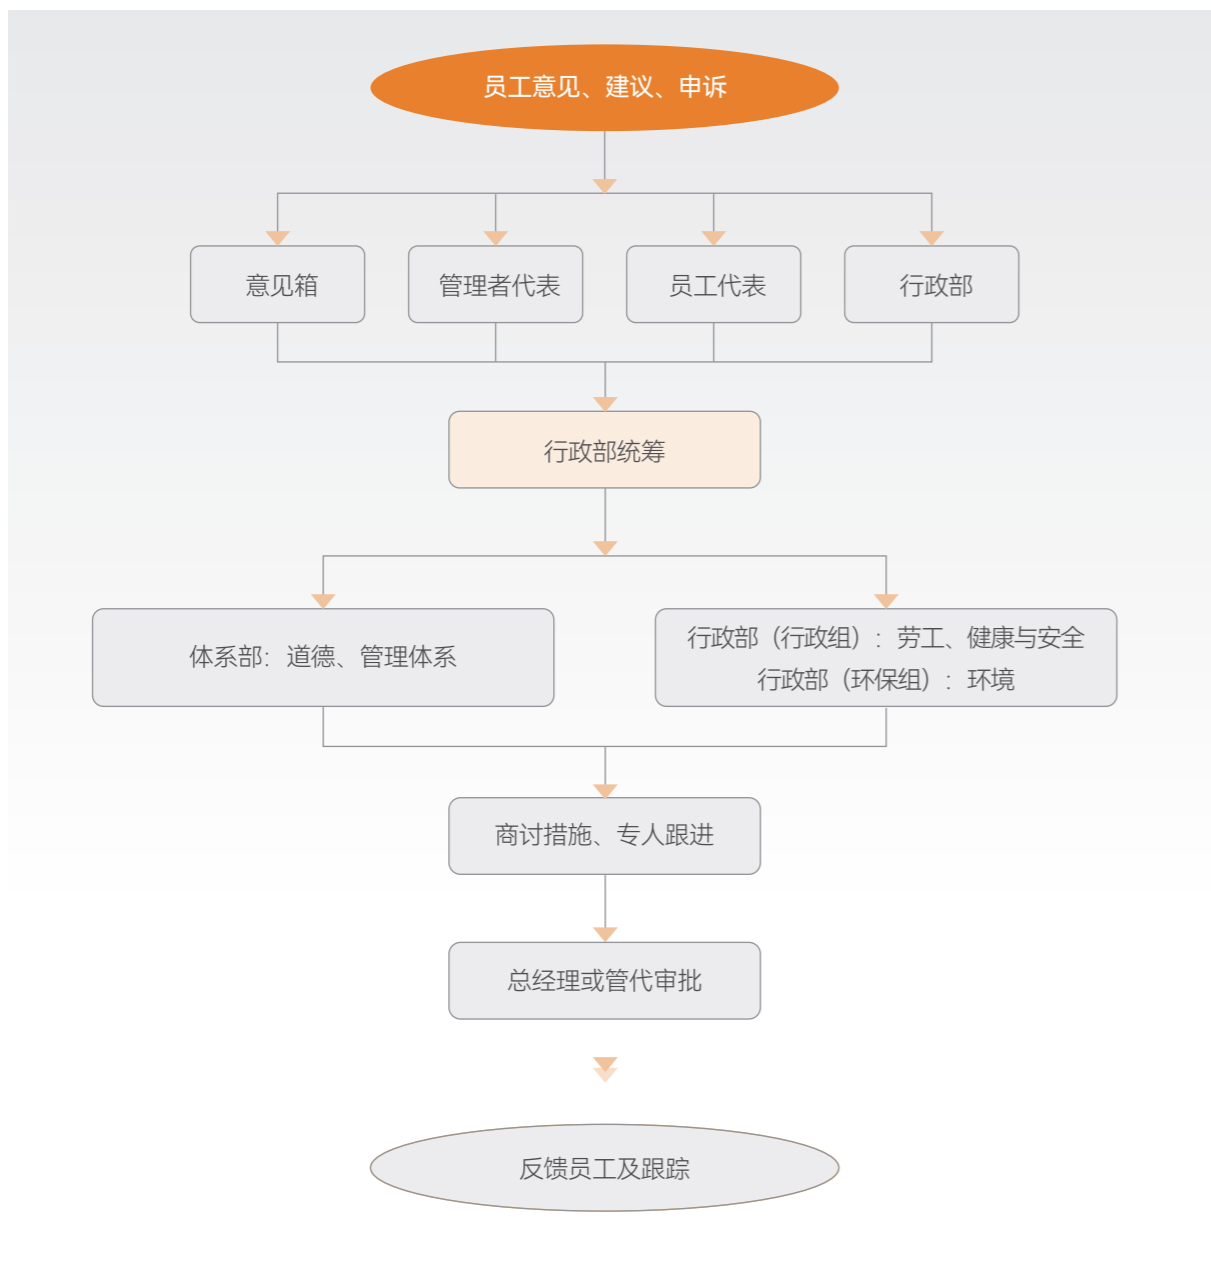 员工意见、建议、申诉
意见箱
管理者代表
员工代表
行政部
行政部统筹
体系部：道德、管理体系
行政部（行政组）：劳工、健康与安全
行政部（环保组）：环境
商讨措施、专人跟进
总经理或管代审批
反馈员工及跟踪